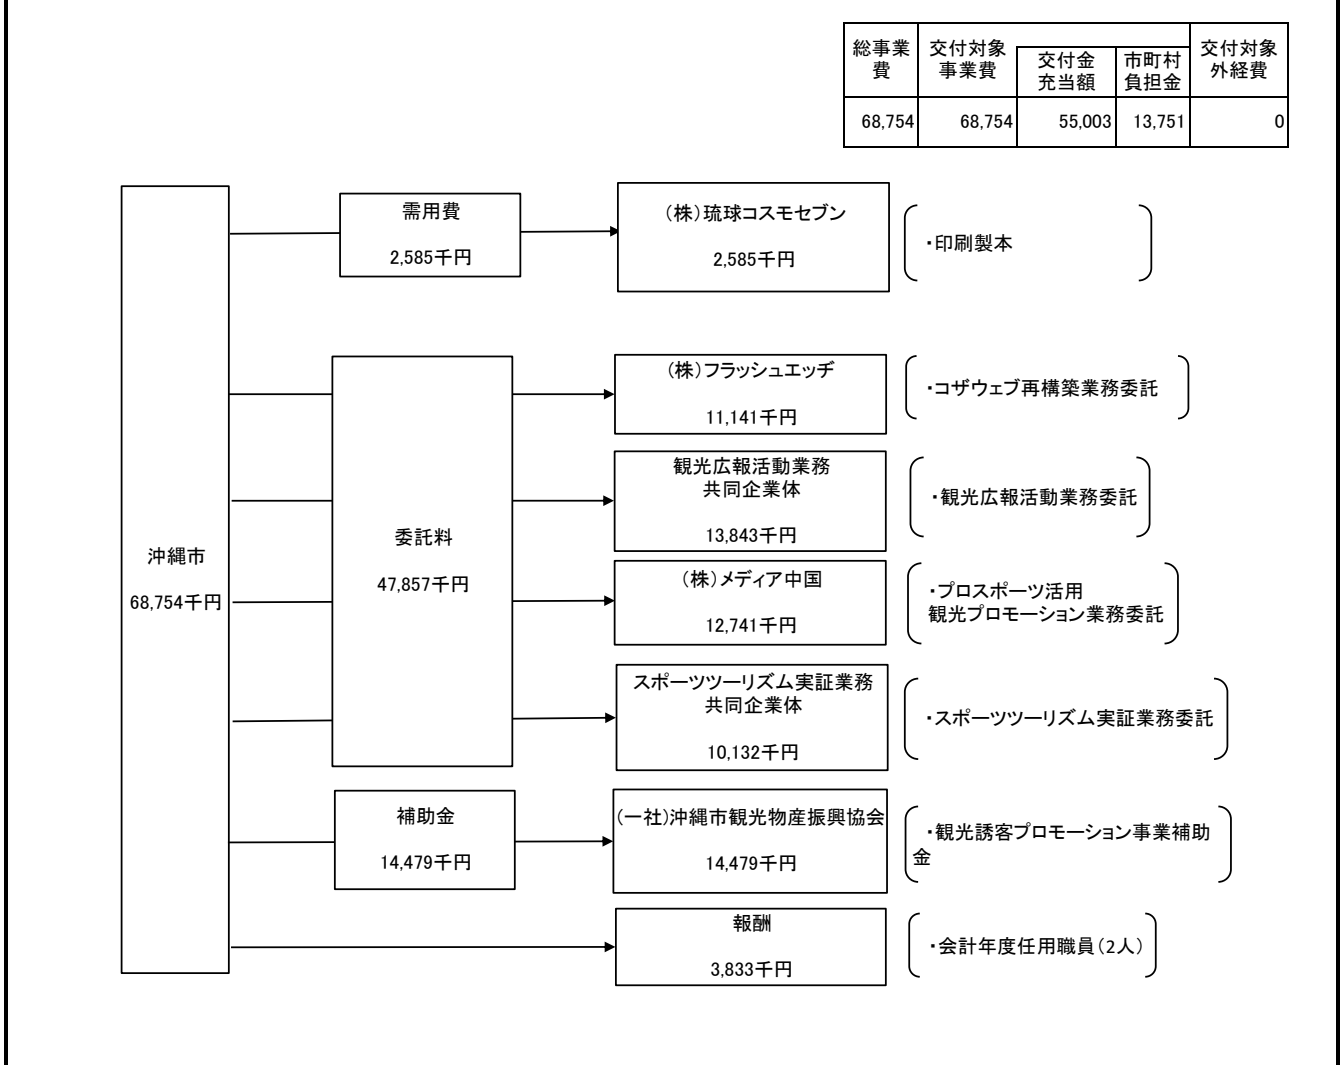 総事業
費
交付対象
事業費
交付金
充当額
市町村
負担金
交付対象
外経費
68,754
68,754
55,003
13,751
0
需用費
2,585千円
(株)琉球コスモセブン
2,585千円
・印刷製本
(株)フラッシュエッヂ
11,141千円
・コザウェブ再構築業務委託
観光広報活動業務
共同企業体
13,843千円
・観光広報活動業務委託
沖縄市
68,754千円
委託料
47,857千円
(株)メディア中国
12,741千円
・プロスポーツ活用
観光プロモーション業務委託
スポーツツーリズム実証業務
共同企業体
10,132千円
・スポーツツーリズム実証業務委託
補助金
14,479千円
(一社)沖縄市観光物産振興協会
14,479千円
・観光誘客プロモーション事業補助
金
報酬
3,833千円
・会計年度任用職員(2人)